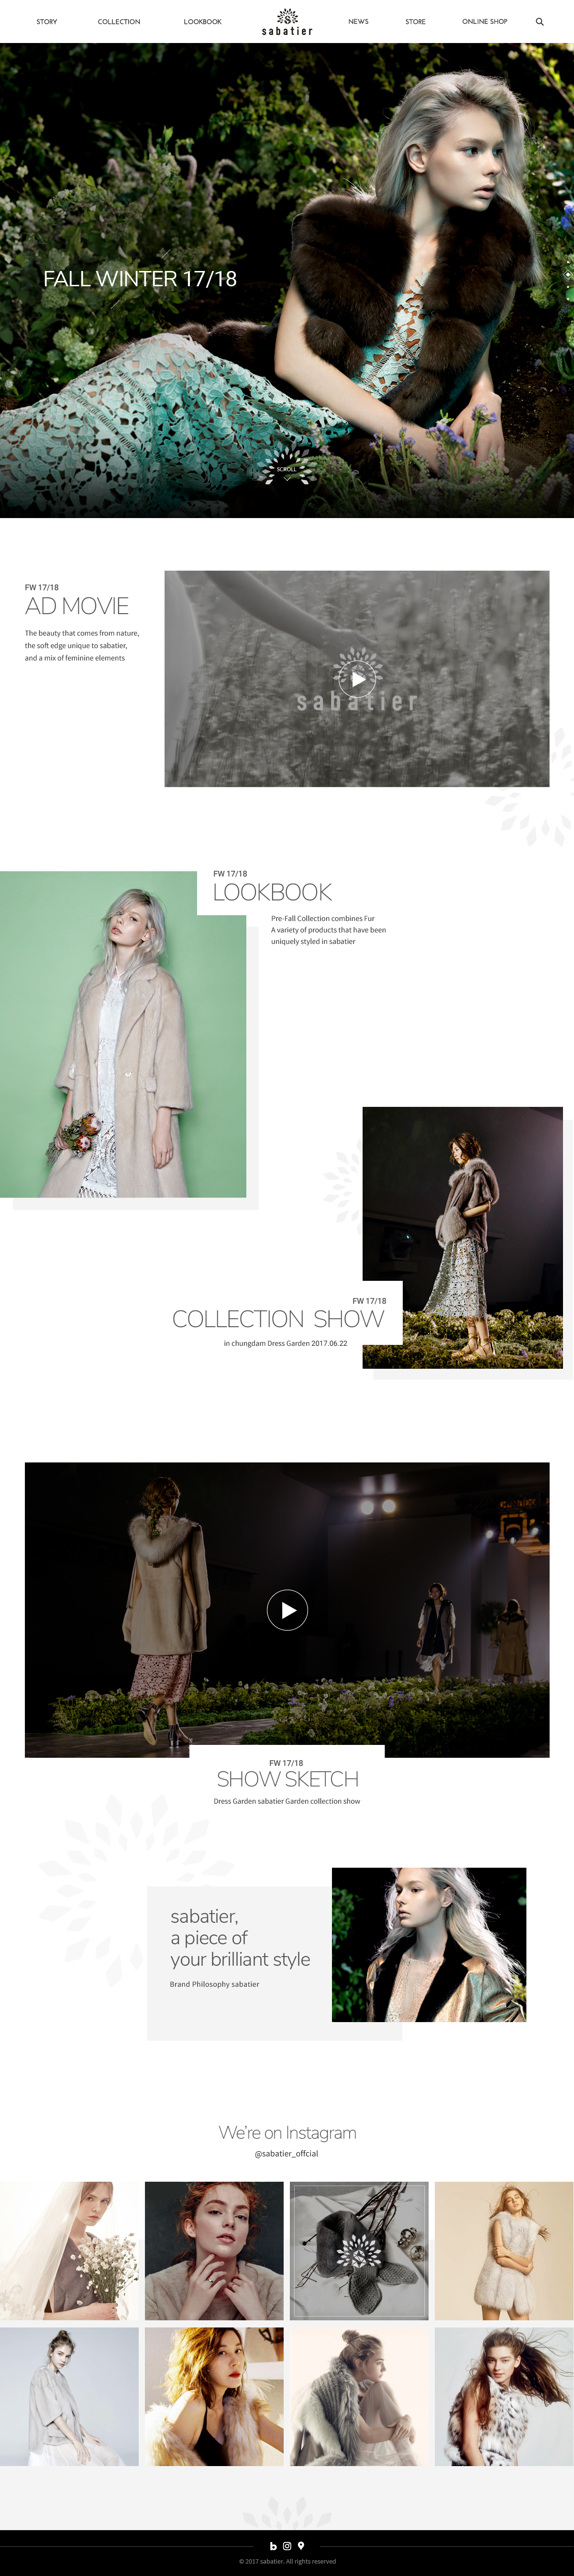 STORY
COLLECTION
LOOKBOOK
sabatier
NEWS
STORE
ONLINE SHOP
FALL WINTER 17/18
SCROLL
FW 17/18
AD MOVIE
The beauty that comes from nature,
the soft edge unique to sabatier,
and a mix of feminine elements
sabatier
FW 17/18
LOOKBOOK
Pre-Fall Collection combines Fur
A variety of products that have been
uniquely styled in sabatier
FW 17/18
COLLECTION SHOW
in chungdam Dress Garden 2017.06.22
FW 17/18
SHOW SKETCH
Dress Garden sabatier Garden collection show
sabatier,
a piece of
your brilliant style
Brand Philosophy sabatier
We're on Instagram
@sabatier_offcial
© 2017 sabatier. All rights reserved